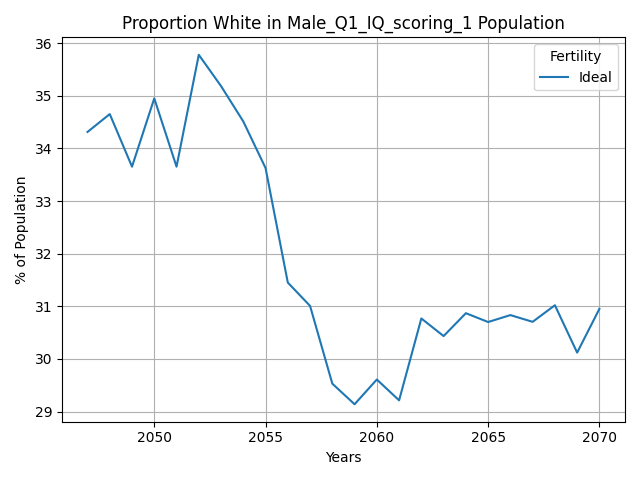 Proportion White in Male_Q1_IQ_scoring_1 Population
Fertility
Ideal
36
35
34
33
32
31
30
29
% of Population
2050
2055
2060
2065
2070
Years